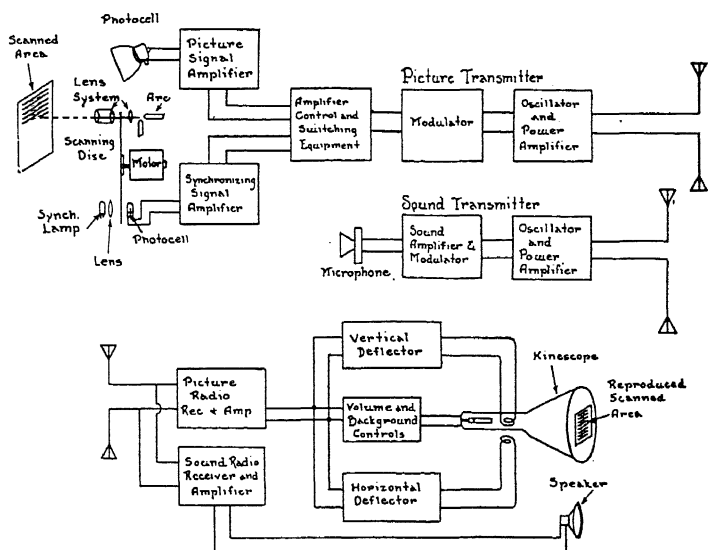 Photocell
Scanned
Area
Lens
System
Arc
Picture
Signal
Amplifier
Scanning
Disc
Motor
Synch.
Lamp
Lens
Photocell
Synchronizing
Signal
Amplifier
Amplifier
Control and
Switching
Equipment
Picture Transmitter
Modulator
Oscillator
and
Power
Amplifier
Sound Transmitter
Microphone
Sound
Amplifier &
Modulator
Oscillator
and
Power
Amplifier
Picture
Radio
Rec & Amp
Sound Radio
Receiver and
Amplifier
Vertical
Deflector
Volume and
Background
Controls
Horizontal
Deflector
Kinescope
Reproduced
Scanned
Area
Speaker